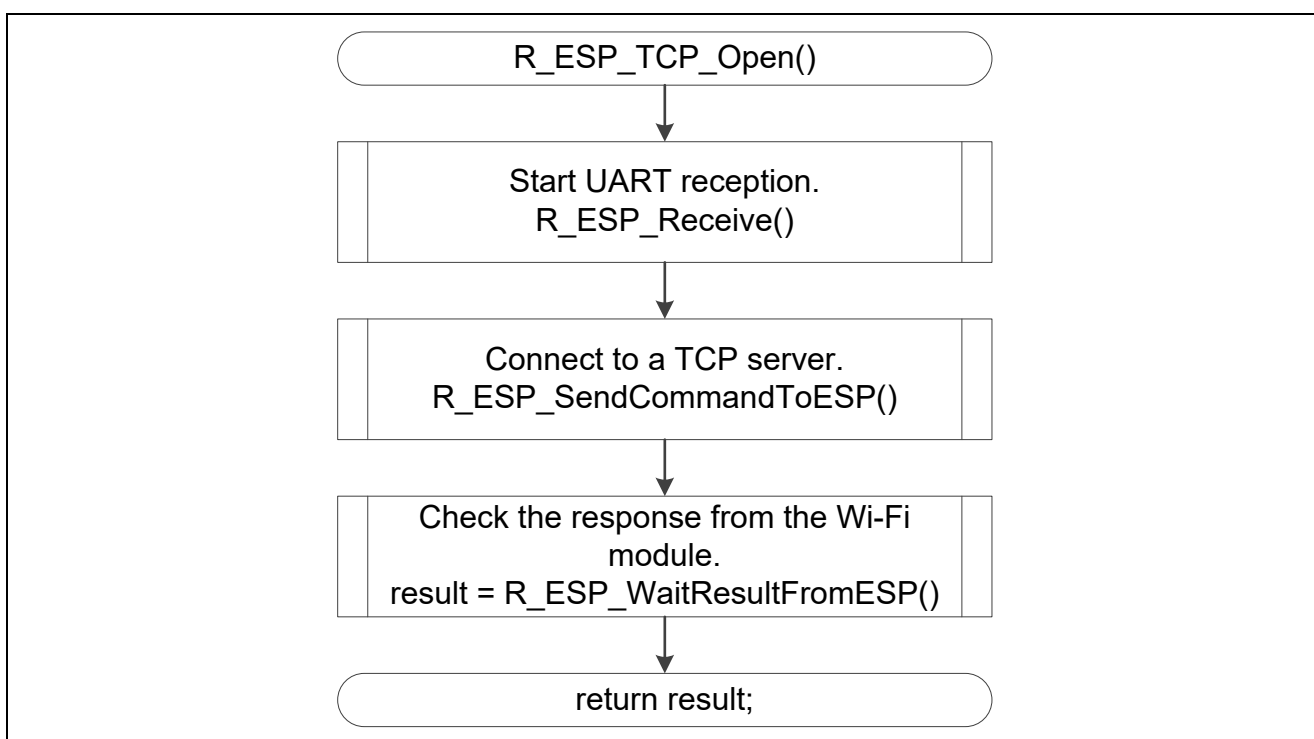 R_ESP_TCP_Open()
Start UART reception.
R_ESP_Receive()
Connect to a TCP server.
R_ESP_SendCommandToESP()
Check the response from the Wi-Fi
module.
result = R_ESP_WaitResultFromESP()
return result;